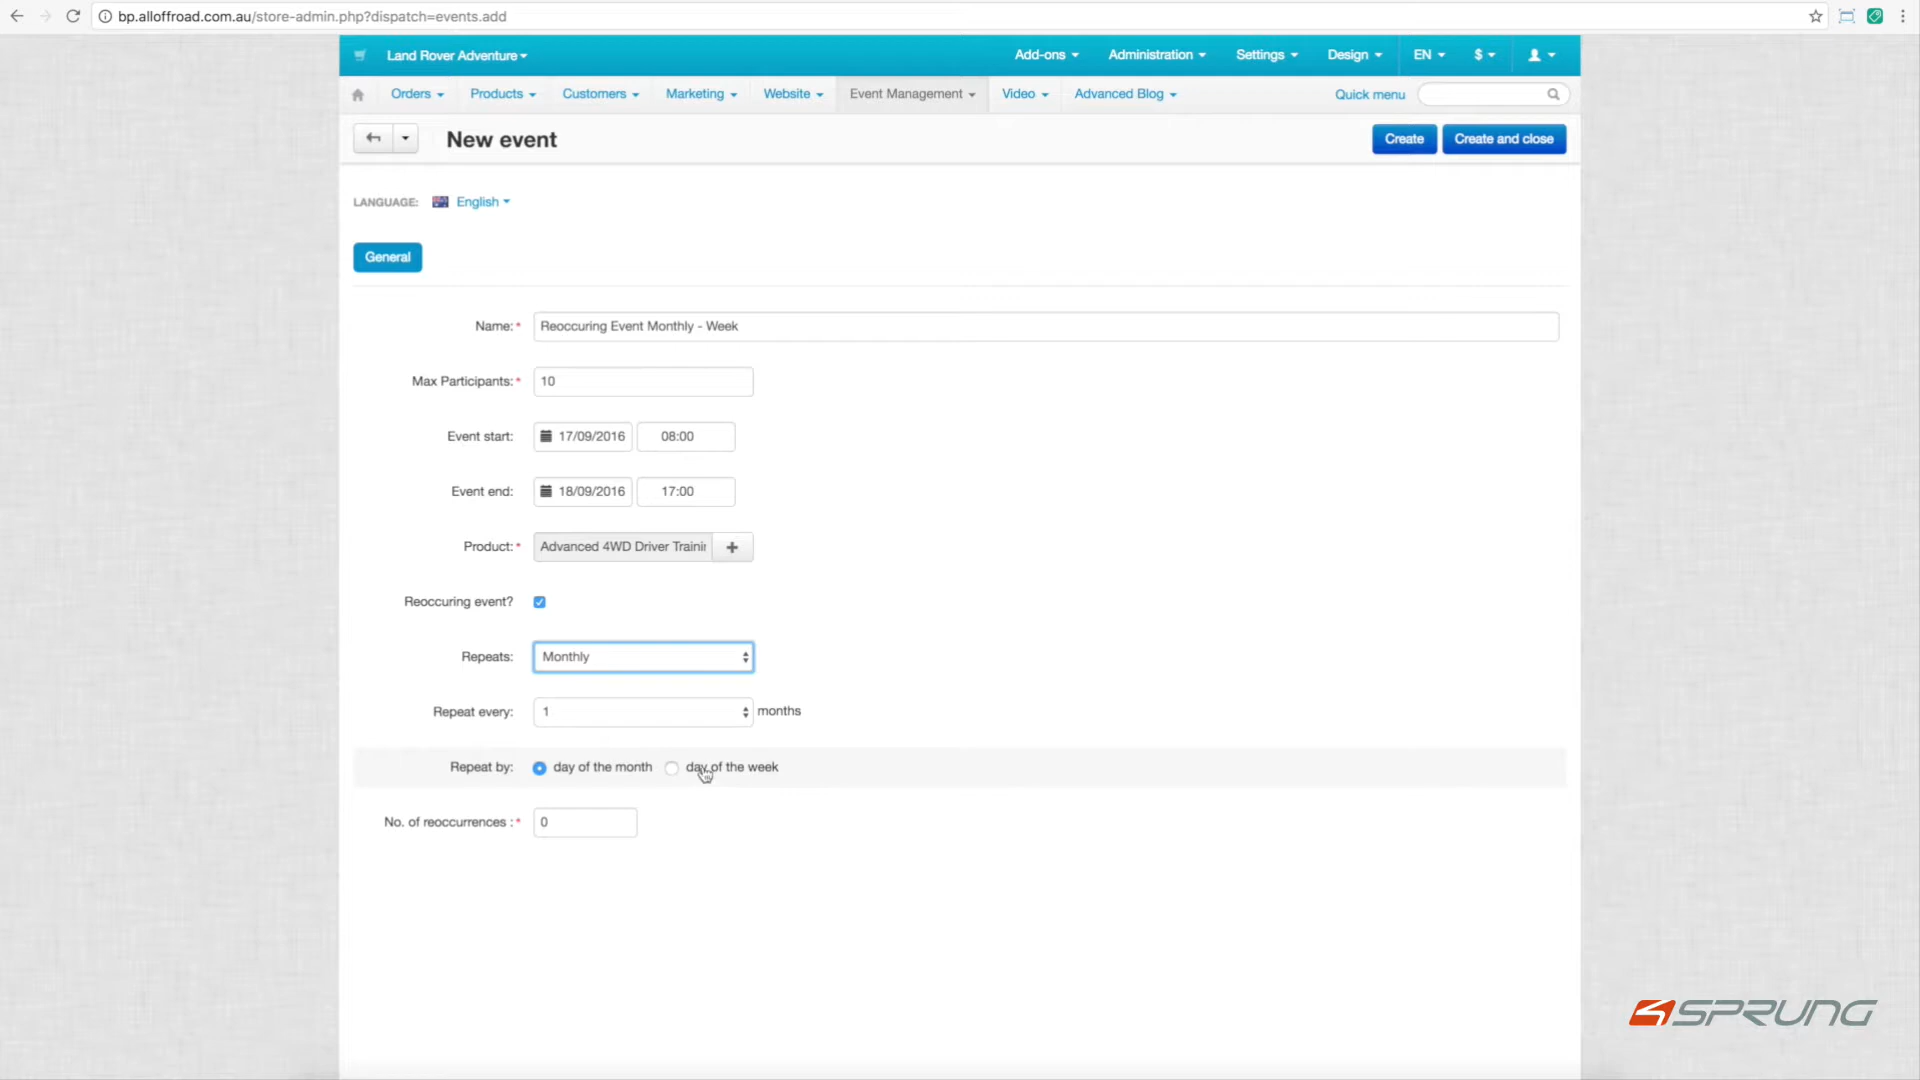 bp.alloffroad.com.au/store-admin.php?dispatch=events.add
Land Rover Adventure Add-ons Administration Settings Design EN $
Orders Products Customers Marketing Website Event Management Video Advanced Blog Quick menu
New event Create Create and close
LANGUAGE: English
General
Name:* Reoccuring Event Monthly - Week
Max Participants:* 10
Event start: 17/09/2016 08:00
Event end: 18/09/2016 17:00
Product:* Advanced 4WD Driver Trainin
Reoccuring event?
Repeats: Monthly
Repeat every: 1 months
Repeat by: day of the month day of the week
No. of reoccurrences :* 0
SPRUNG